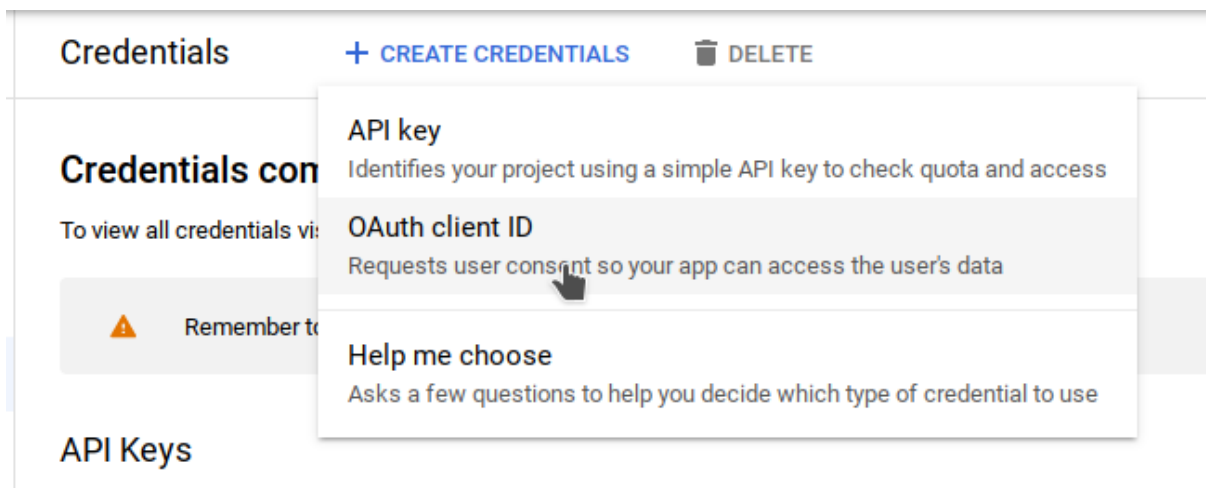 Credentials
+ CREATE CREDENTIALS
DELETE
API key
Identifies your project using a simple API key to check quota and access
Credentials com
OAuth client ID
To view all credentials vi
Requests user consent so your app can access the user's data
Remember to
Help me choose
Asks a few questions to help you decide which type of credential to use
API Keys